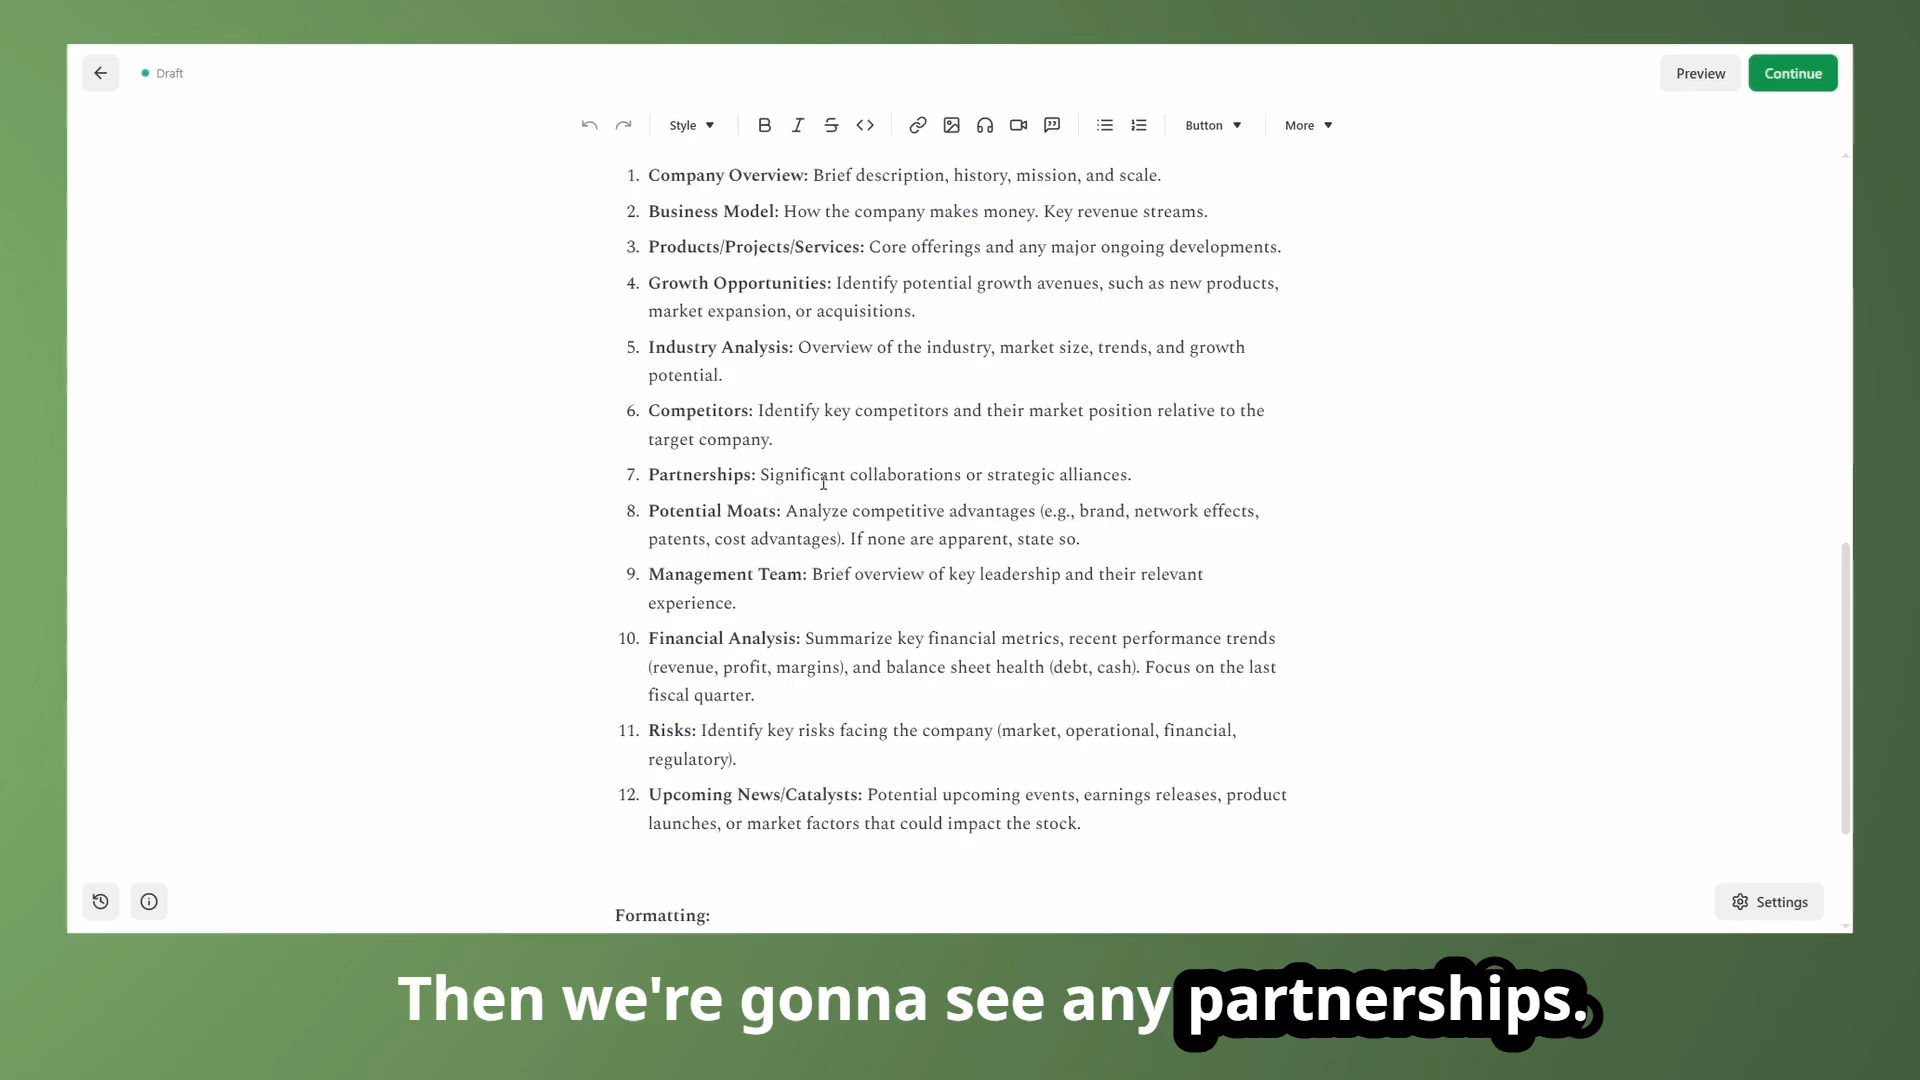 Draft
Preview
Continue
Style
Button
More
1. Company Overview: Brief description, history, mission, and scale.
2. Business Model: How the company makes money. Key revenue streams.
3. Products/Projects/Services: Core offerings and any major ongoing developments.
4. Growth Opportunities: Identify potential growth avenues, such as new products,
market expansion, or acquisitions.
5. Industry Analysis: Overview of the industry, market size, trends, and growth
potential.
6. Competitors: Identify key competitors and their market position relative to the
target company.
7. Partnerships: Significant collaborations or strategic alliances.
8. Potential Moats: Analyze competitive advantages (e.g., brand, network effects,
patents, cost advantages). If none are apparent, state so.
9. Management Team: Brief overview of key leadership and their relevant
experience.
10. Financial Analysis: Summarize key financial metrics, recent performance trends
(revenue, profit, margins), and balance sheet health (debt, cash). Focus on the last
fiscal quarter.
11. Risks: Identify key risks facing the company (market, operational, financial,
regulatory).
12. Upcoming News/Catalysts: Potential upcoming events, earnings releases, product
launches, or market factors that could impact the stock.
Settings
Formatting:
Then we're gonna see any partnerships.